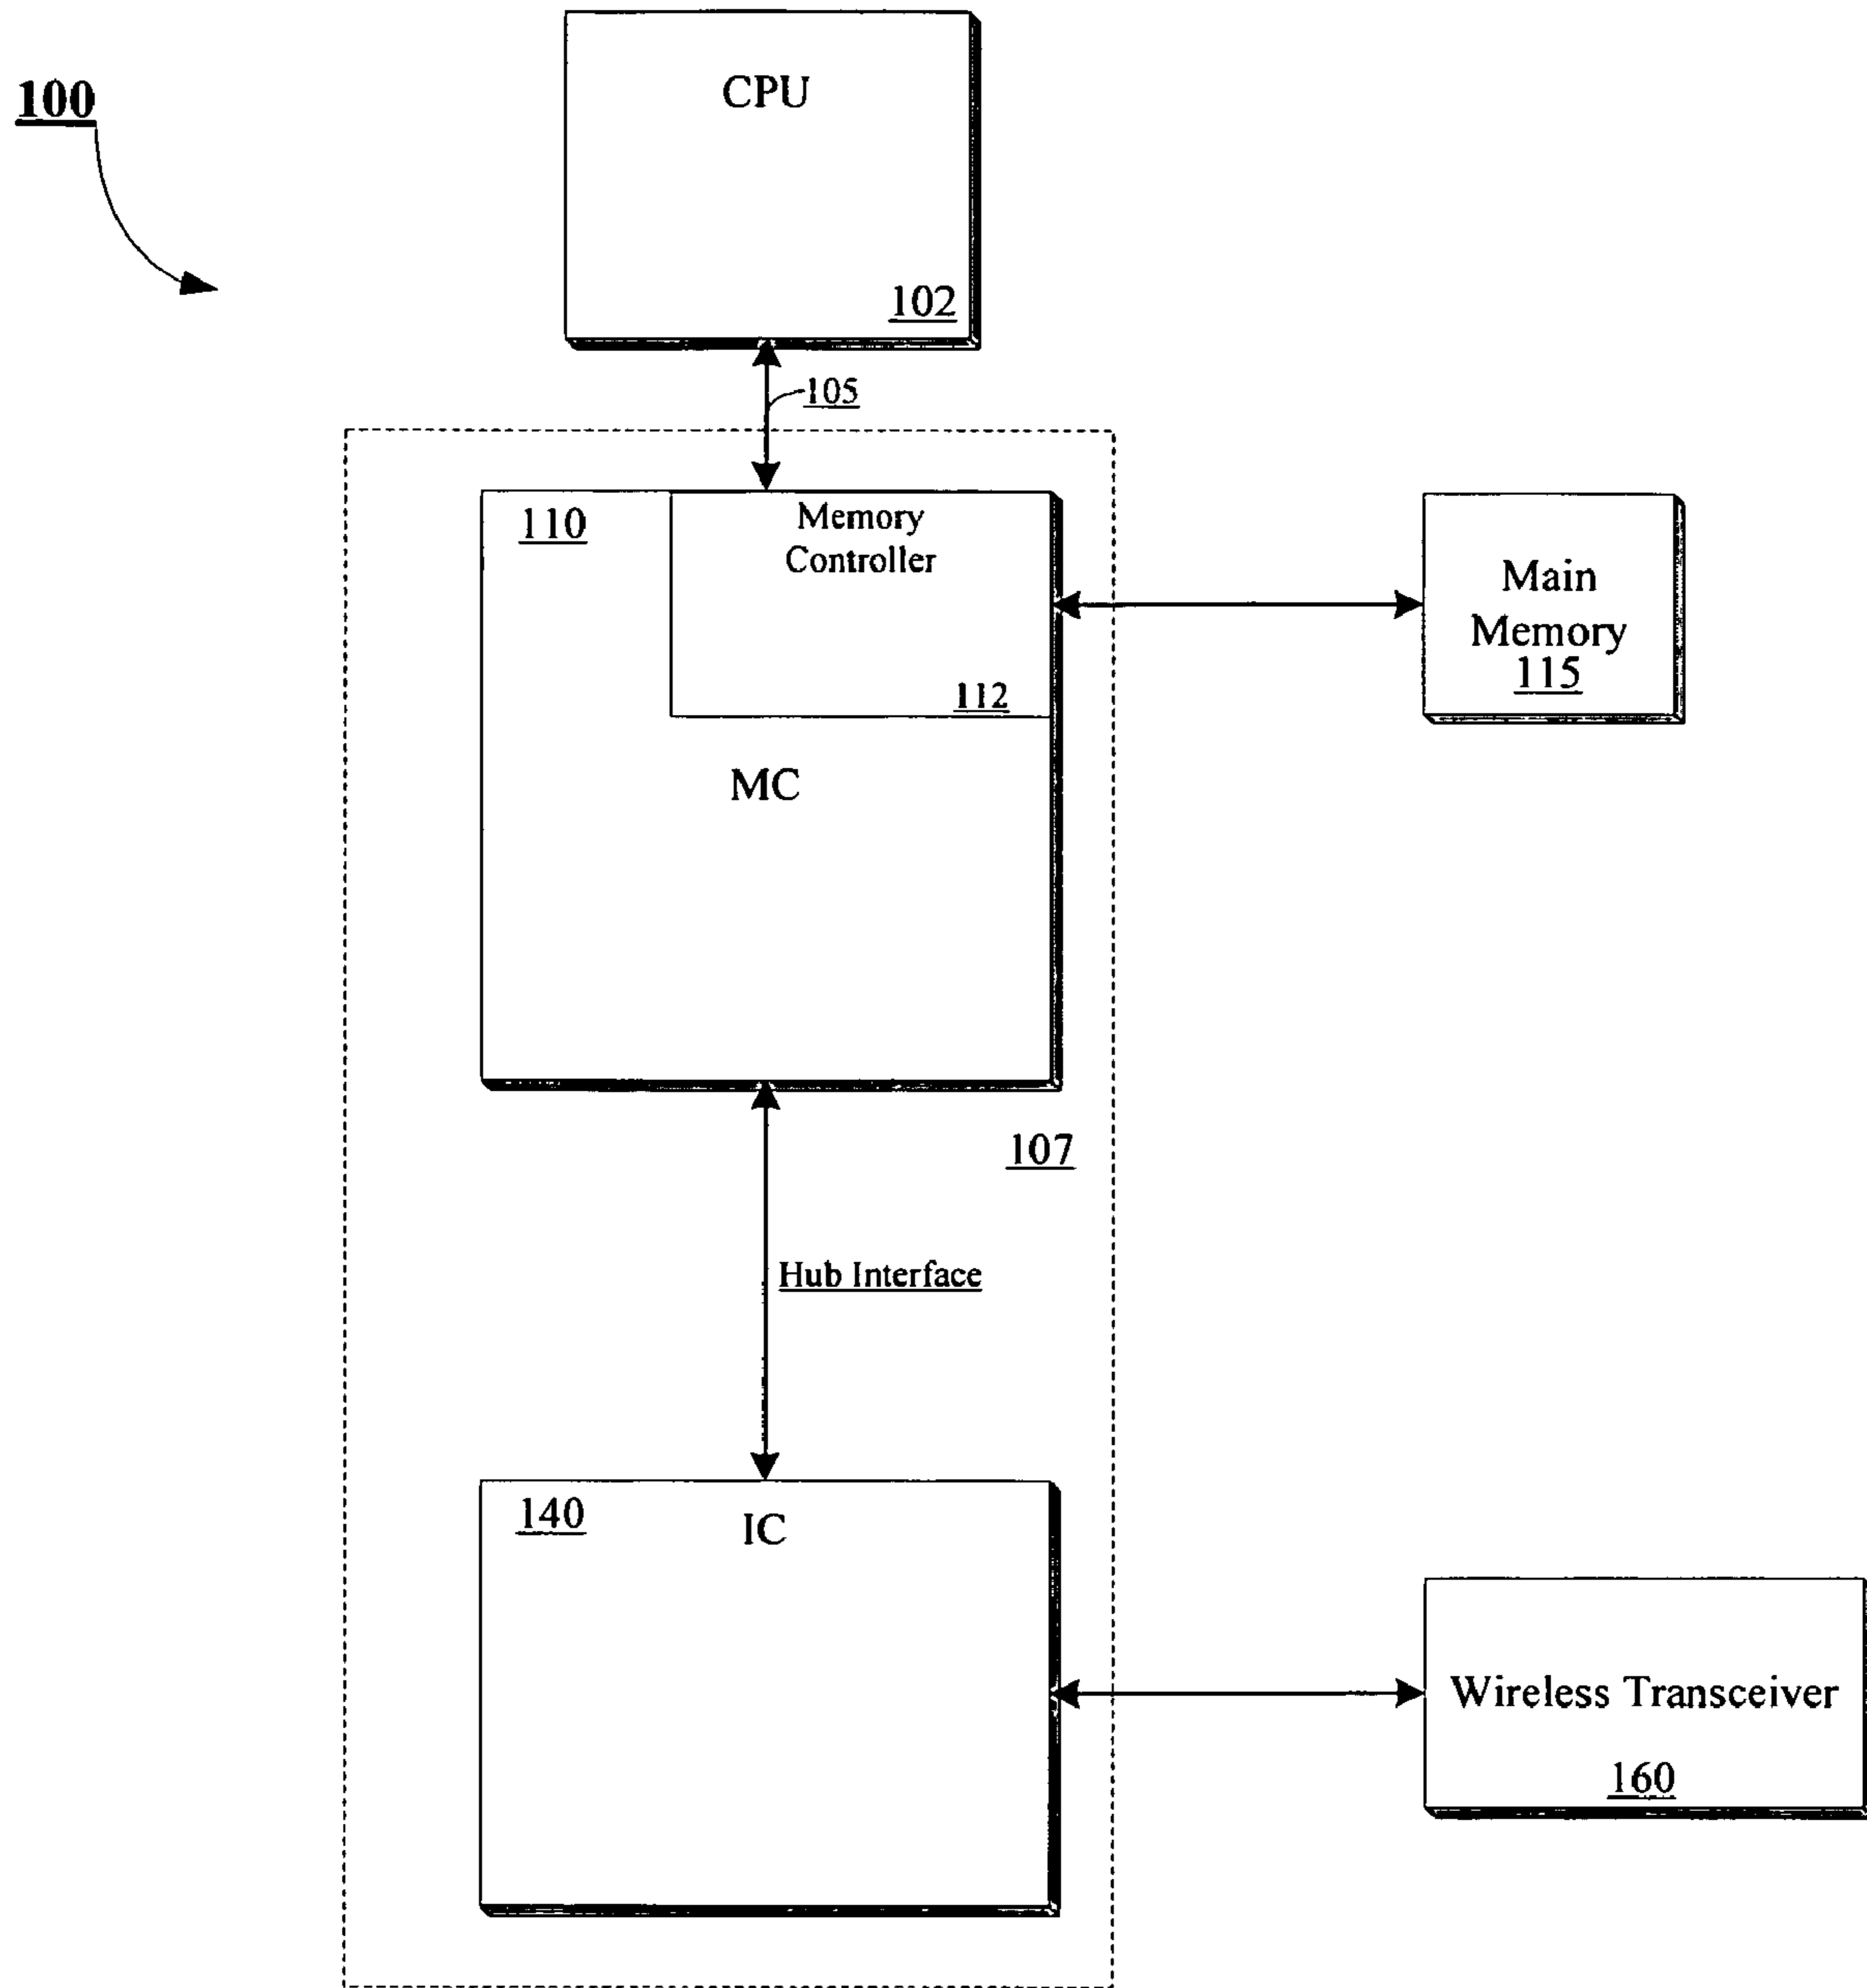 100
CPU
102
105
110
Memory
Controller
112
MC
Main
Memory
115
107
Hub Interface
140
IC
Wireless Transceiver
160